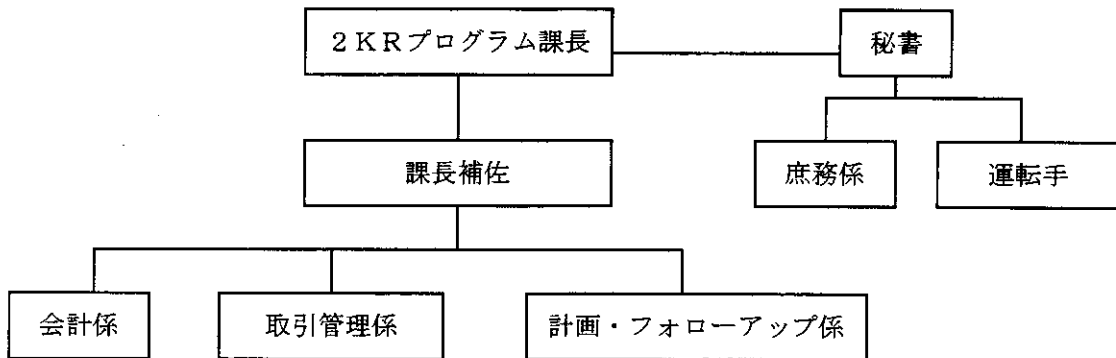 2KRプログラム課長
秘書
課長補佐
庶務係
運転手
会計係
取引管理係
計画・フォローアップ係